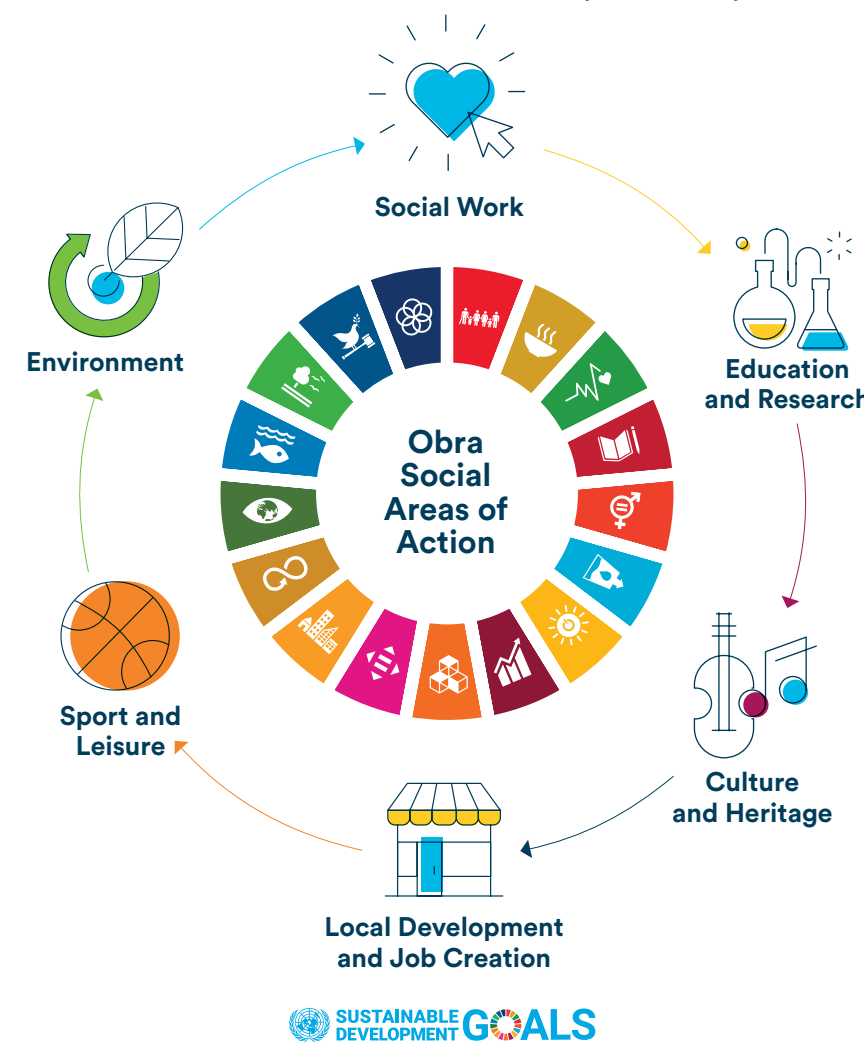 Social Work
Education
and Research
Environment
Obra
Social
Areas of
Action
Sport and
Leisure
Culture
and Heritage
Local Development
and Job Creation
SUSTAINABLE
DEVELOPMENT
GOALS